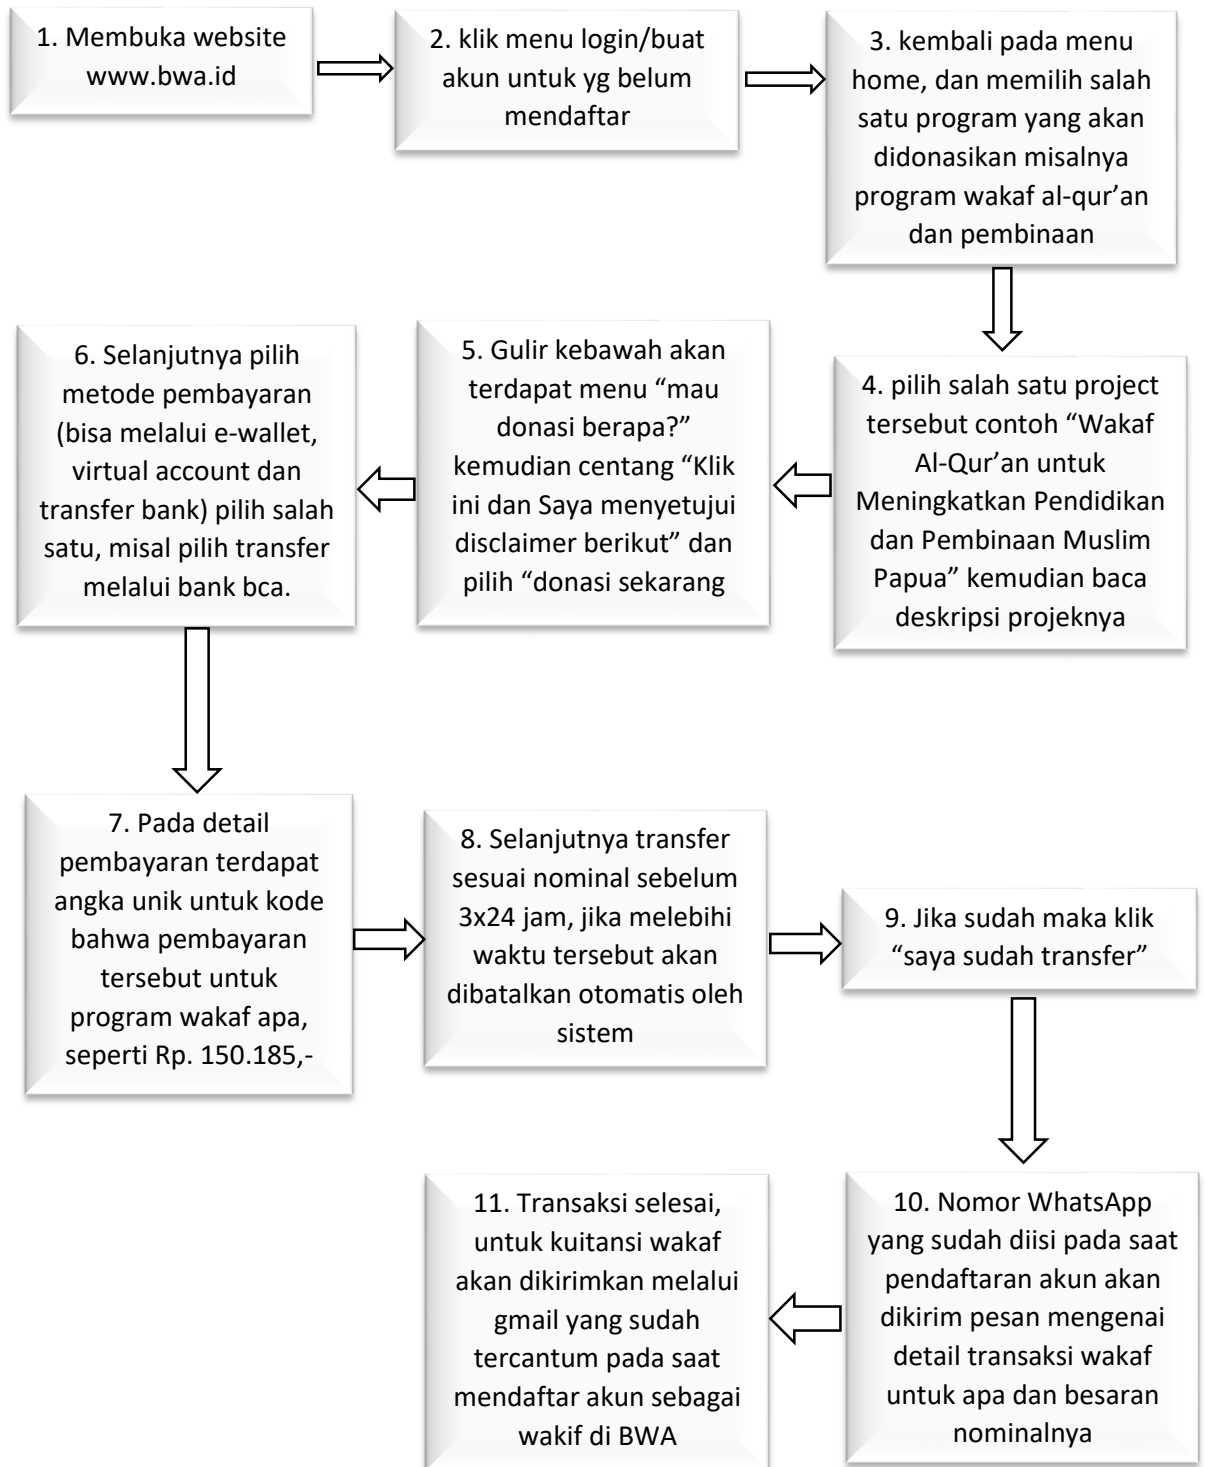 1. Membuka website
www.bwa.id
2. klik menu login/buat
akun untuk yg belum
mendaftar
3. kembali pada menu
home, dan memilih salah
satu program yang akan
didonasikan misalnya
program wakaf al-qur’an
dan pembinaan
4. pilih salah satu project
tersebut contoh “Wakaf
Al-Qur’an untuk
Meningkatkan Pendidikan
dan Pembinaan Muslim
Papua” kemudian baca
deskripsi projeknya
5. Gulir kebawah akan
terdapat menu “mau
donasi berapa?”
kemudian centang “Klik
ini dan Saya menyetujui
disclaimer berikut” dan
pilih “donasi sekarang
6. Selanjutnya pilih
metode pembayaran
(bisa melalui e-wallet,
virtual account dan
transfer bank) pilih salah
satu, misal pilih transfer
melalui bank bca.
7. Pada detail
pembayaran terdapat
angka unik untuk kode
bahwa pembayaran
tersebut untuk
program wakaf apa,
seperti Rp. 150.185,-
8. Selanjutnya transfer
sesuai nominal sebelum
3x24 jam, jika melebihi
waktu tersebut akan
dibatalkan otomatis oleh
sistem
9. Jika sudah maka klik
“saya sudah transfer”
10. Nomor WhatsApp
yang sudah diisi pada saat
pendaftaran akun akan
dikirim pesan mengenai
detail transaksi wakaf
untuk apa dan besaran
nominalnya
11. Transaksi selesai,
untuk kuitansi wakaf
akan dikirimkan melalui
gmail yang sudah
tercantum pada saat
mendaftar akun sebagai
wakif di BWA